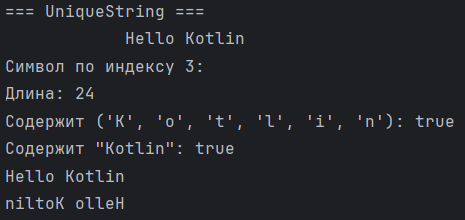 === UniqueString ===
            Hello Kotlin
Символ по индексу 3:
Длина: 24
Содержит ('K', 'o', 't', 'l', 'i', 'n'): true
Содержит "Kotlin": true
Hello Kotlin
niltoK olleH